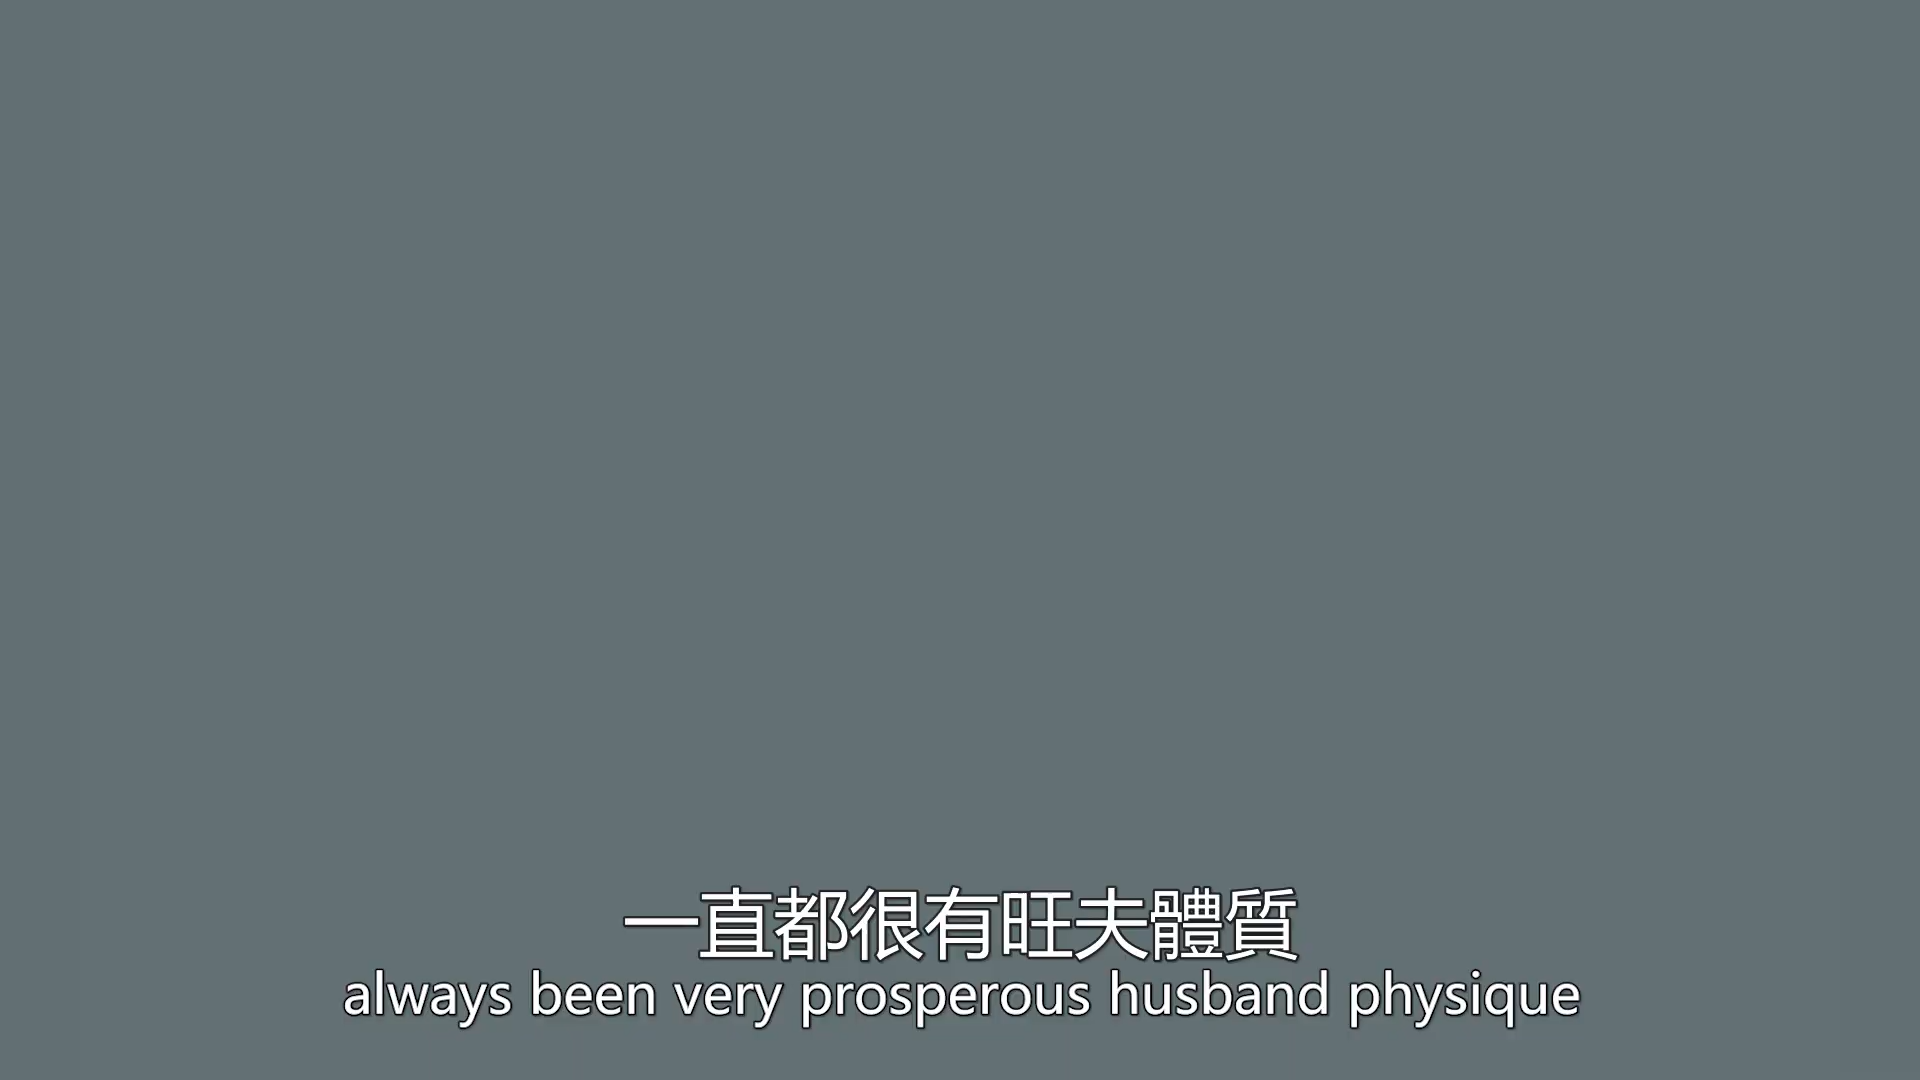 一直都很有旺夫體質
always been very prosperous husband physique